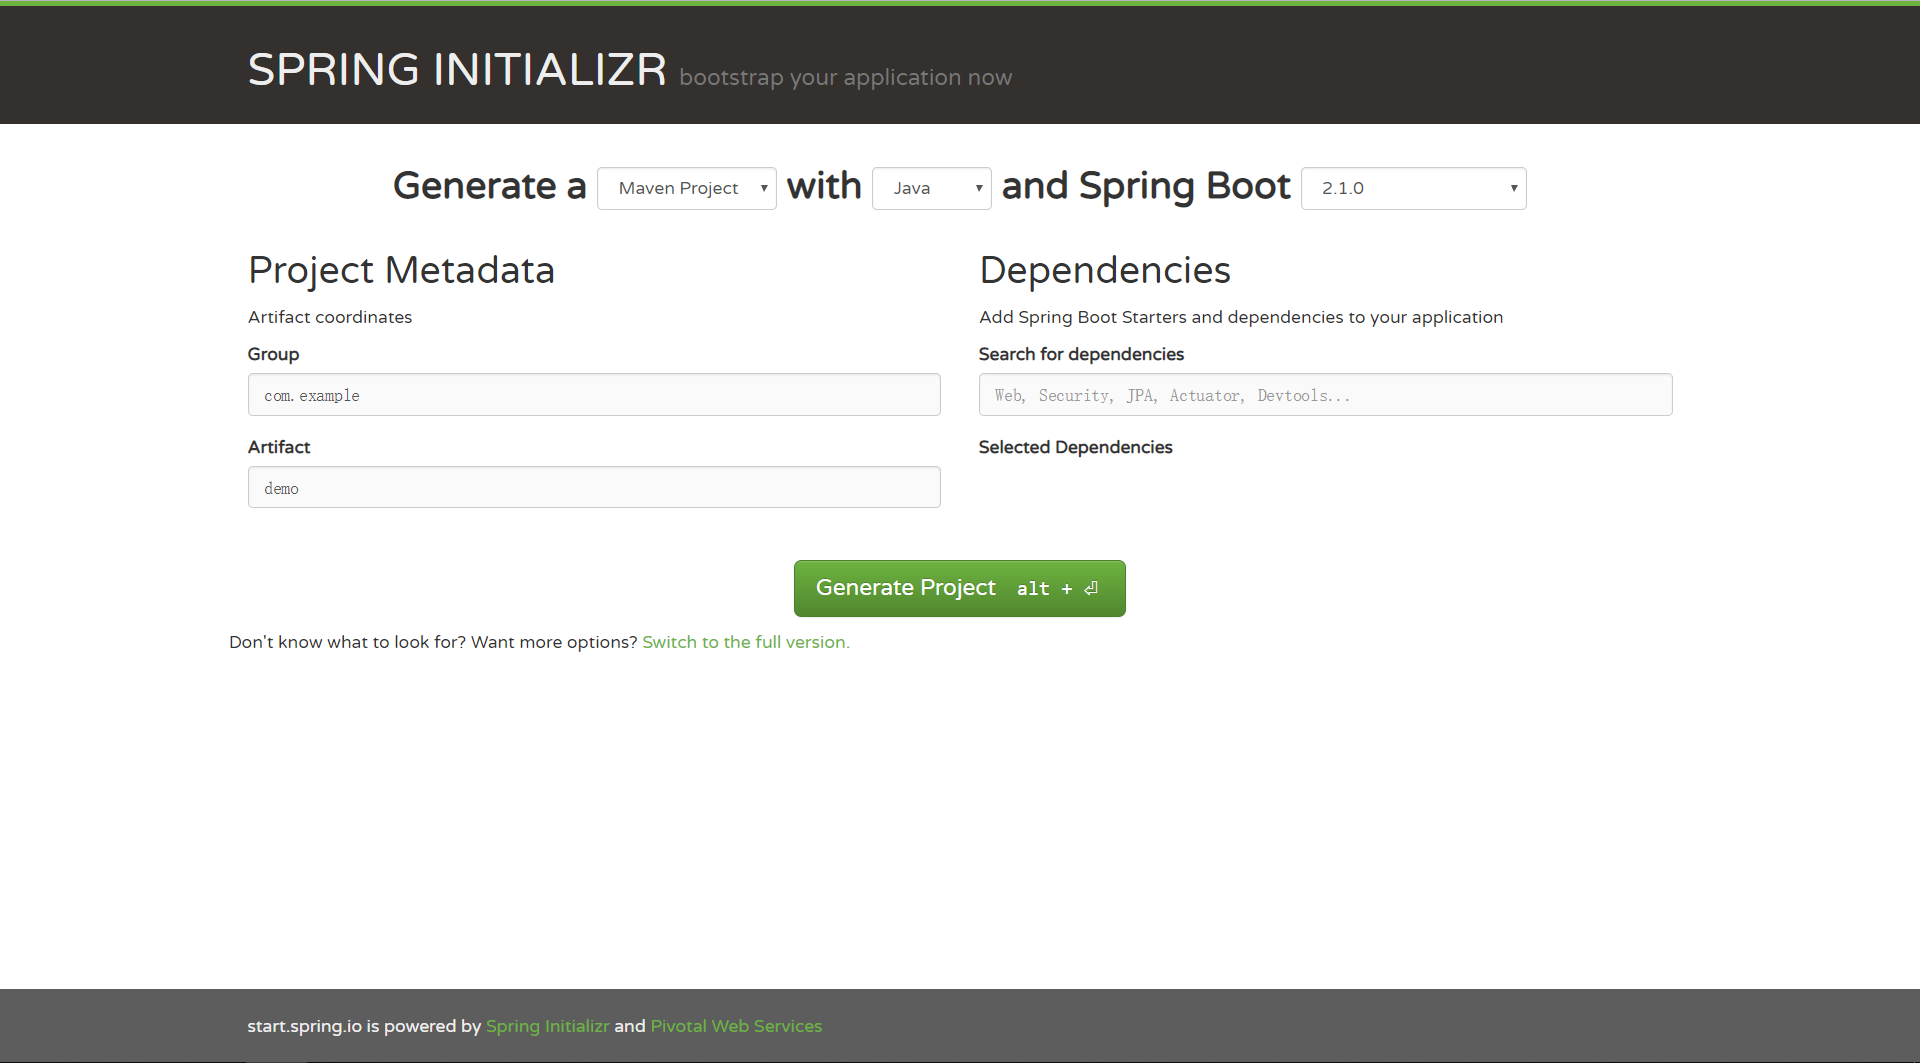 SPRING INITIALIZR bootstrap your application now
Generate a Maven Project with Java and Spring Boot 2.1.0
Project Metadata
Artifact coordinates
Group
com.example
Artifact
demo
Dependencies
Add Spring Boot Starters and dependencies to your application
Search for dependencies
Web, Security, JPA, Actuator, Devtools...
Selected Dependencies
Generate Project alt + ⏎
Don't know what to look for? Want more options? Switch to the full version.
start.spring.io is powered by Spring Initializr and Pivotal Web Services